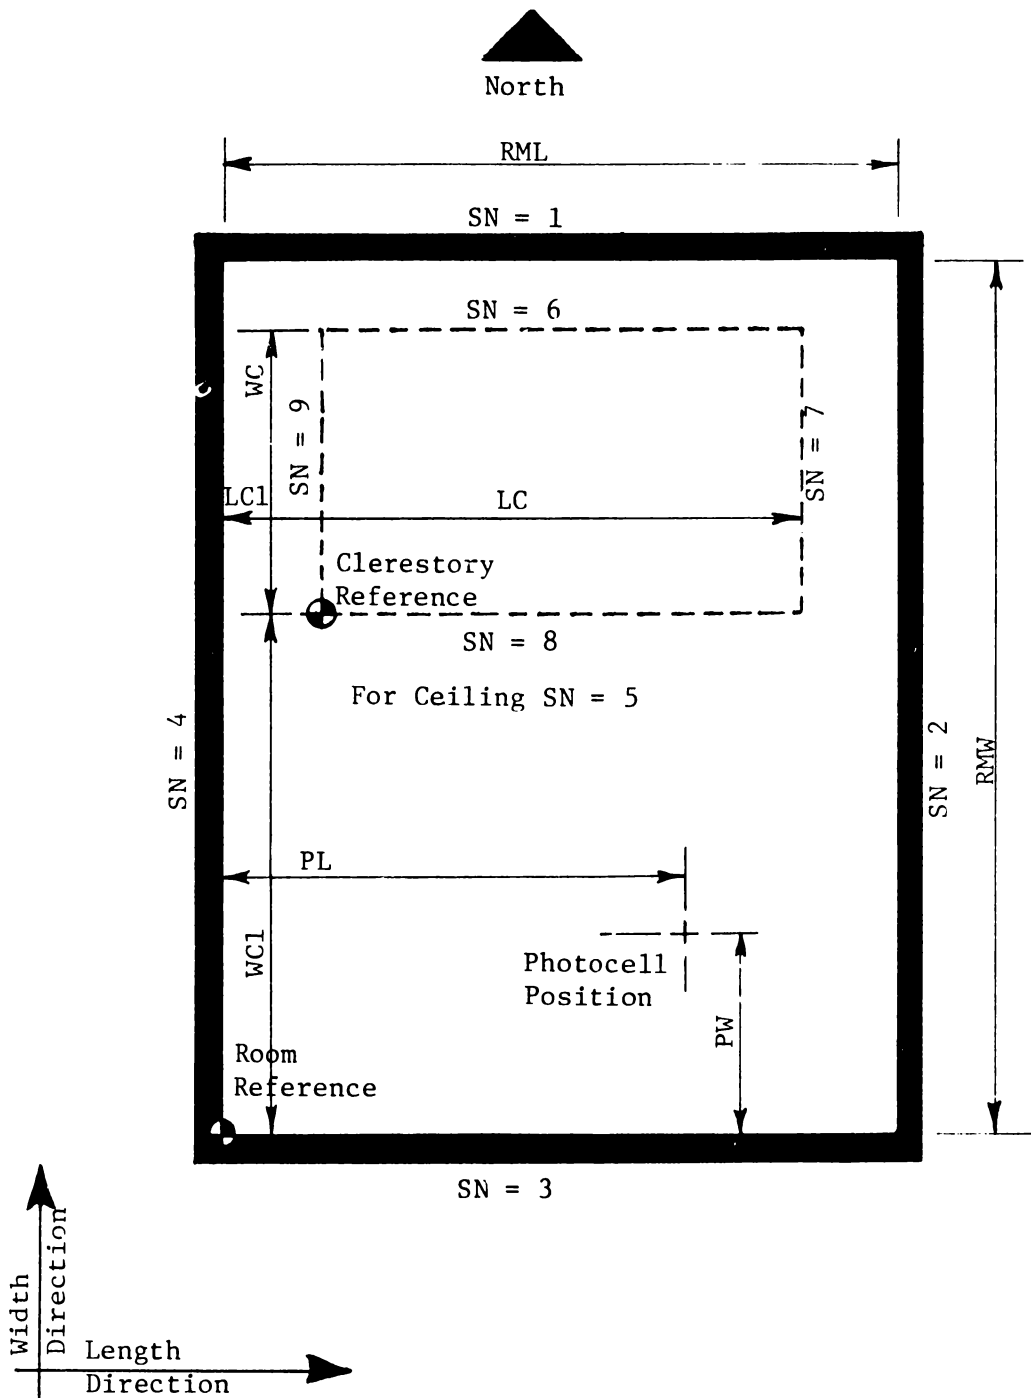 North
RML
SN = 1
SN = 6
WC
SN = 9
SN = 7
LC1
LC
Clerestory
Reference
SN = 8
For Ceiling SN = 5
SN = 4
SN = 2
RMW
PL
WC1
Photocell
Position
PW
Room
Reference
SN = 3
Width
Direction
Length
Direction